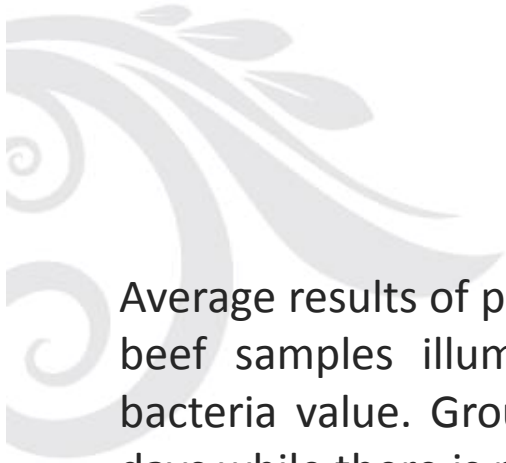 Average results of p
beef samples illum
bacteria value. Grou